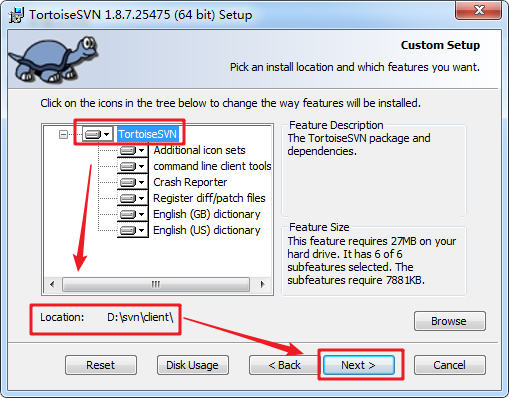 TortoiseSVN 1.8.7.25475 (64 bit) Setup
Custom Setup
Pick an install location and which features you want.
Click on the icons in the tree below to change the way features will be installed.
TortoiseSVN
Additional icon sets
command line client tools
Crash Reporter
Register diff/patch files
English (GB) dictionary
English (US) dictionary
Feature Description
The TortoiseSVN package and
dependencies.
Feature Size
This feature requires 27MB on your
hard drive. It has 6 of 6
subfeatures selected. The
subfeatures require 7881KB.
Location: D:\svn\client\
Browse
Reset
Disk Usage
< Back
Next >
Cancel